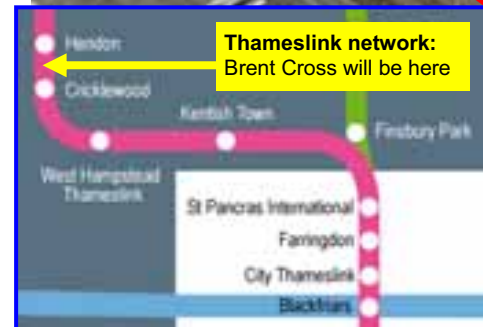 Hendon
Thameslink network:
Brent Cross will be here
Cricklewood
Kentish Town
Finsbury Park
West Hampstead
Thameslink
St Pancras International
Farringdon
City Thameslink
Blackfriars